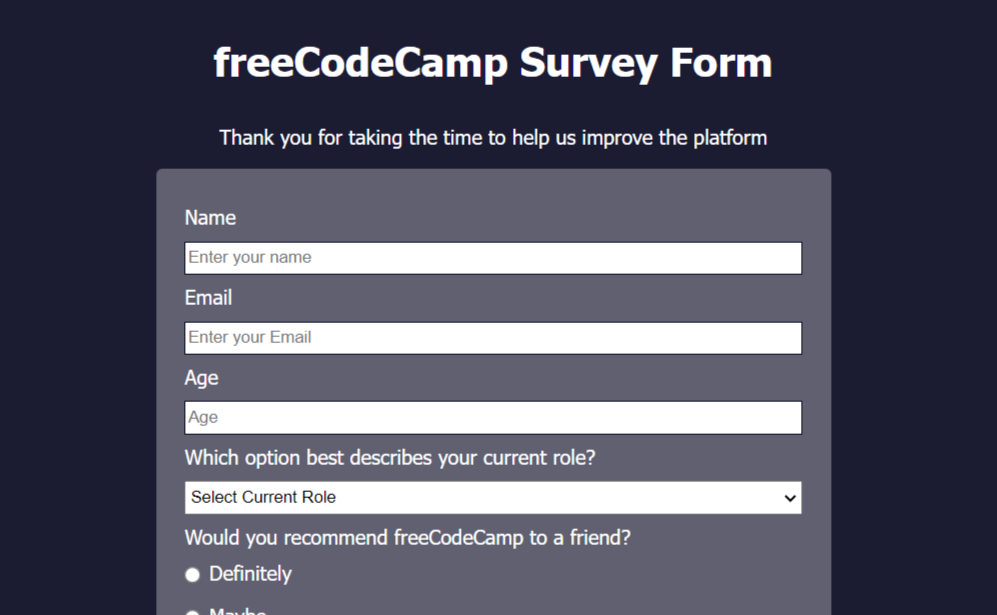 freeCodeCamp Survey Form
Thank you for taking the time to help us improve the platform
Name
Enter your name
Email
Enter your Email
Age
Age
Which option best describes your current role?
Select Current Role
Would you recommend freeCodeCamp to a friend?
Definitely
Maybe